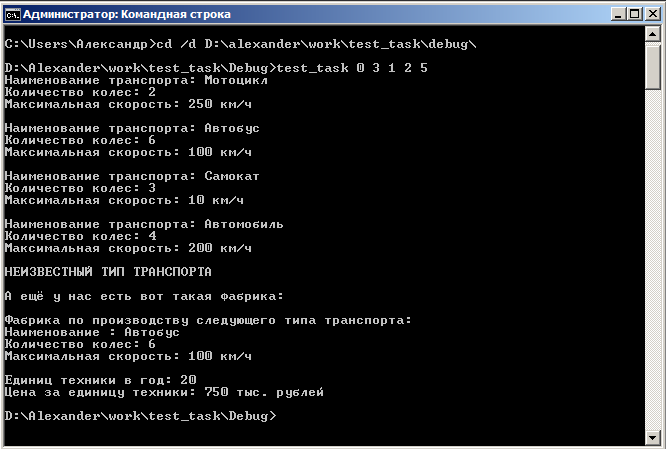 Администратор: Командная строка
C:\Users\Александр>cd /d D:\alexander\work\test_task\debug\
D:\Alexander\work\test_task\Debug>test_task 0 3 1 2 5
Наименование транспорта: Мотоцикл
Количество колес: 2
Максимальная скорость: 250 км/ч
Наименование транспорта: Автобус
Количество колес: 6
Максимальная скорость: 100 км/ч
Наименование транспорта: Самокат
Количество колес: 3
Максимальная скорость: 10 км/ч
Наименование транспорта: Автомобиль
Количество колес: 4
Максимальная скорость: 200 км/ч
НЕИЗВЕСТНЫЙ ТИП ТРАНСПОРТА
А ещё у нас есть вот такая фабрика:
Фабрика по производству следующего типа транспорта:
Наименование : Автобус
Количество колес: 6
Максимальная скорость: 100 км/ч
Единиц техники в год: 20
Цена за единицу техники: 750 тыс. рублей
D:\Alexander\work\test_task\Debug>